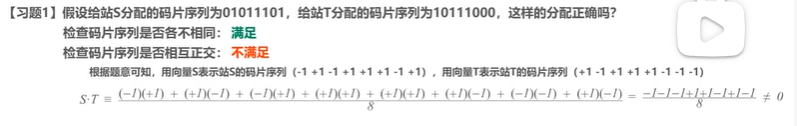 【习题1】假设给站S分配的码片序列为01011101，给站T分配的码片序列为10111000，这样的分配正确吗？
检查码片序列是否各不相同： 满足
检查码片序列是否相互正交： 不满足
根据题意可知，用向量S表示站S的码片序列（-1 +1 -1 +1 +1 +1 -1 +1），用向量T表示站T的码片序列（+1 -1 +1 +1 +1 -1 -1 -1）
S·T ≡ (−1)(+1) + (+1)(−1) + (−1)(+1) + (+1)(+1) + (+1)(+1) + (+1)(−1) + (−1)(−1) + (+1)(−1) / 8 = −1−1−1+1+1−1+1−1 / 8 ≠ 0